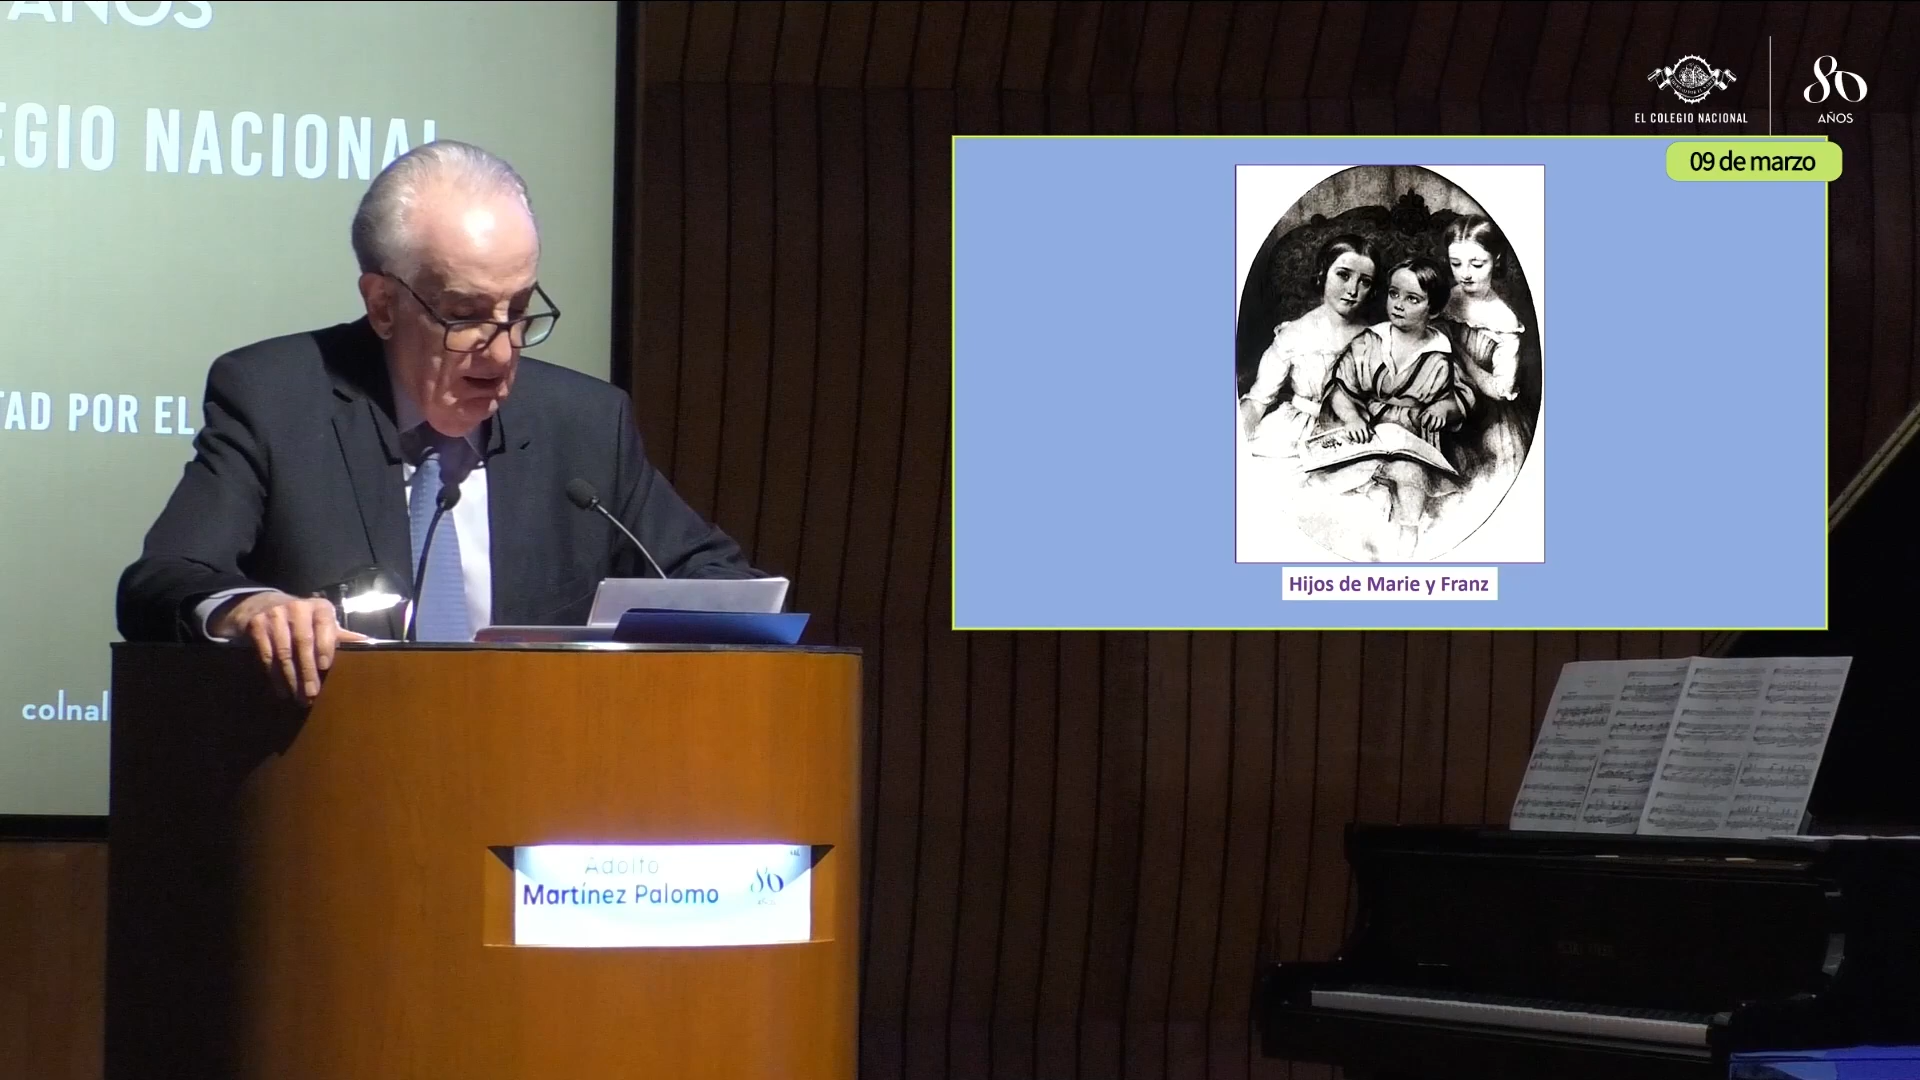 AÑOS
EGIO NACIONAL
TAD POR EL
colnal
EL COLEGIO NACIONAL
80
AÑOS
09 de marzo
Hijos de Marie y Franz
Adolfo
Martínez Palomo
80